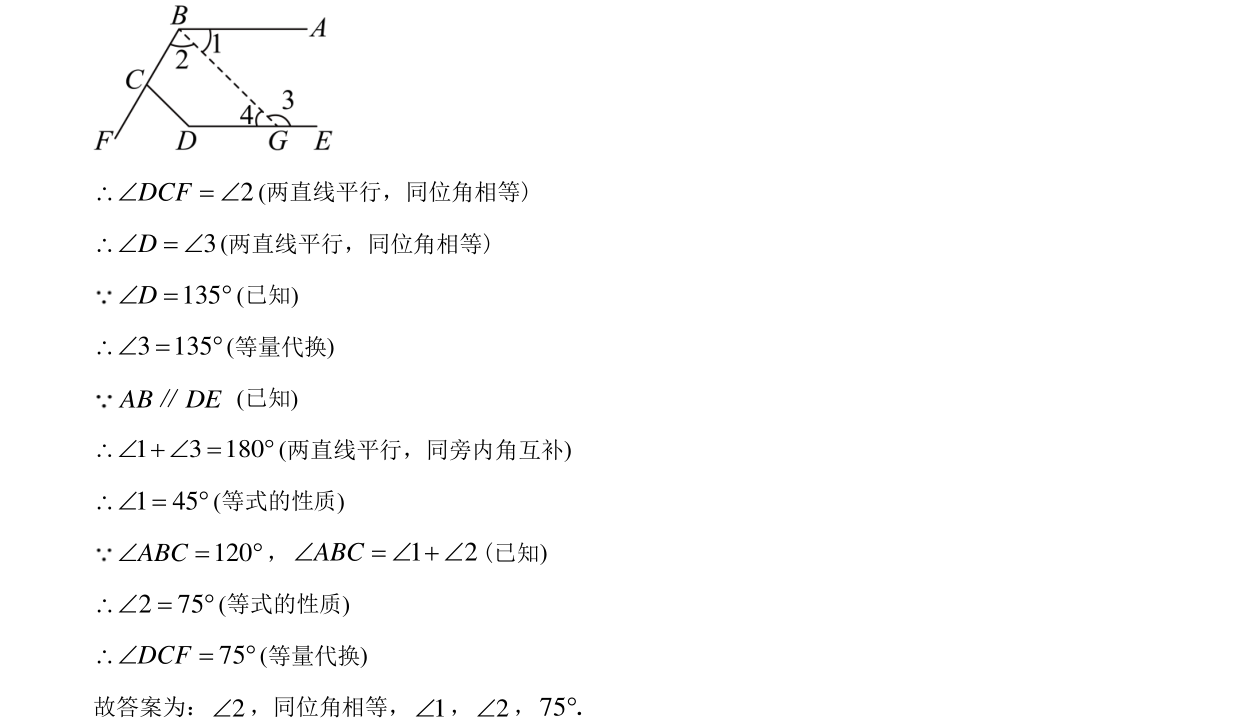 B
A
1
2
C
4
3
F
D
G
E
∴∠DCF=∠2(两直线平行，同位角相等）
∴∠D=∠3(两直线平行，同位角相等）
∵∠D=135°(已知)
∴∠3=135°(等量代换)
∵AB∥DE (已知)
∴∠1+∠3=180°(两直线平行，同旁内角互补)
∴∠1=45°(等式的性质)
∵∠ABC=120°，∠ABC=∠1+∠2(已知)
∴∠2=75°(等式的性质)
∴∠DCF=75°(等量代换)
故答案为：∠2，同位角相等，∠1，∠2，75°.